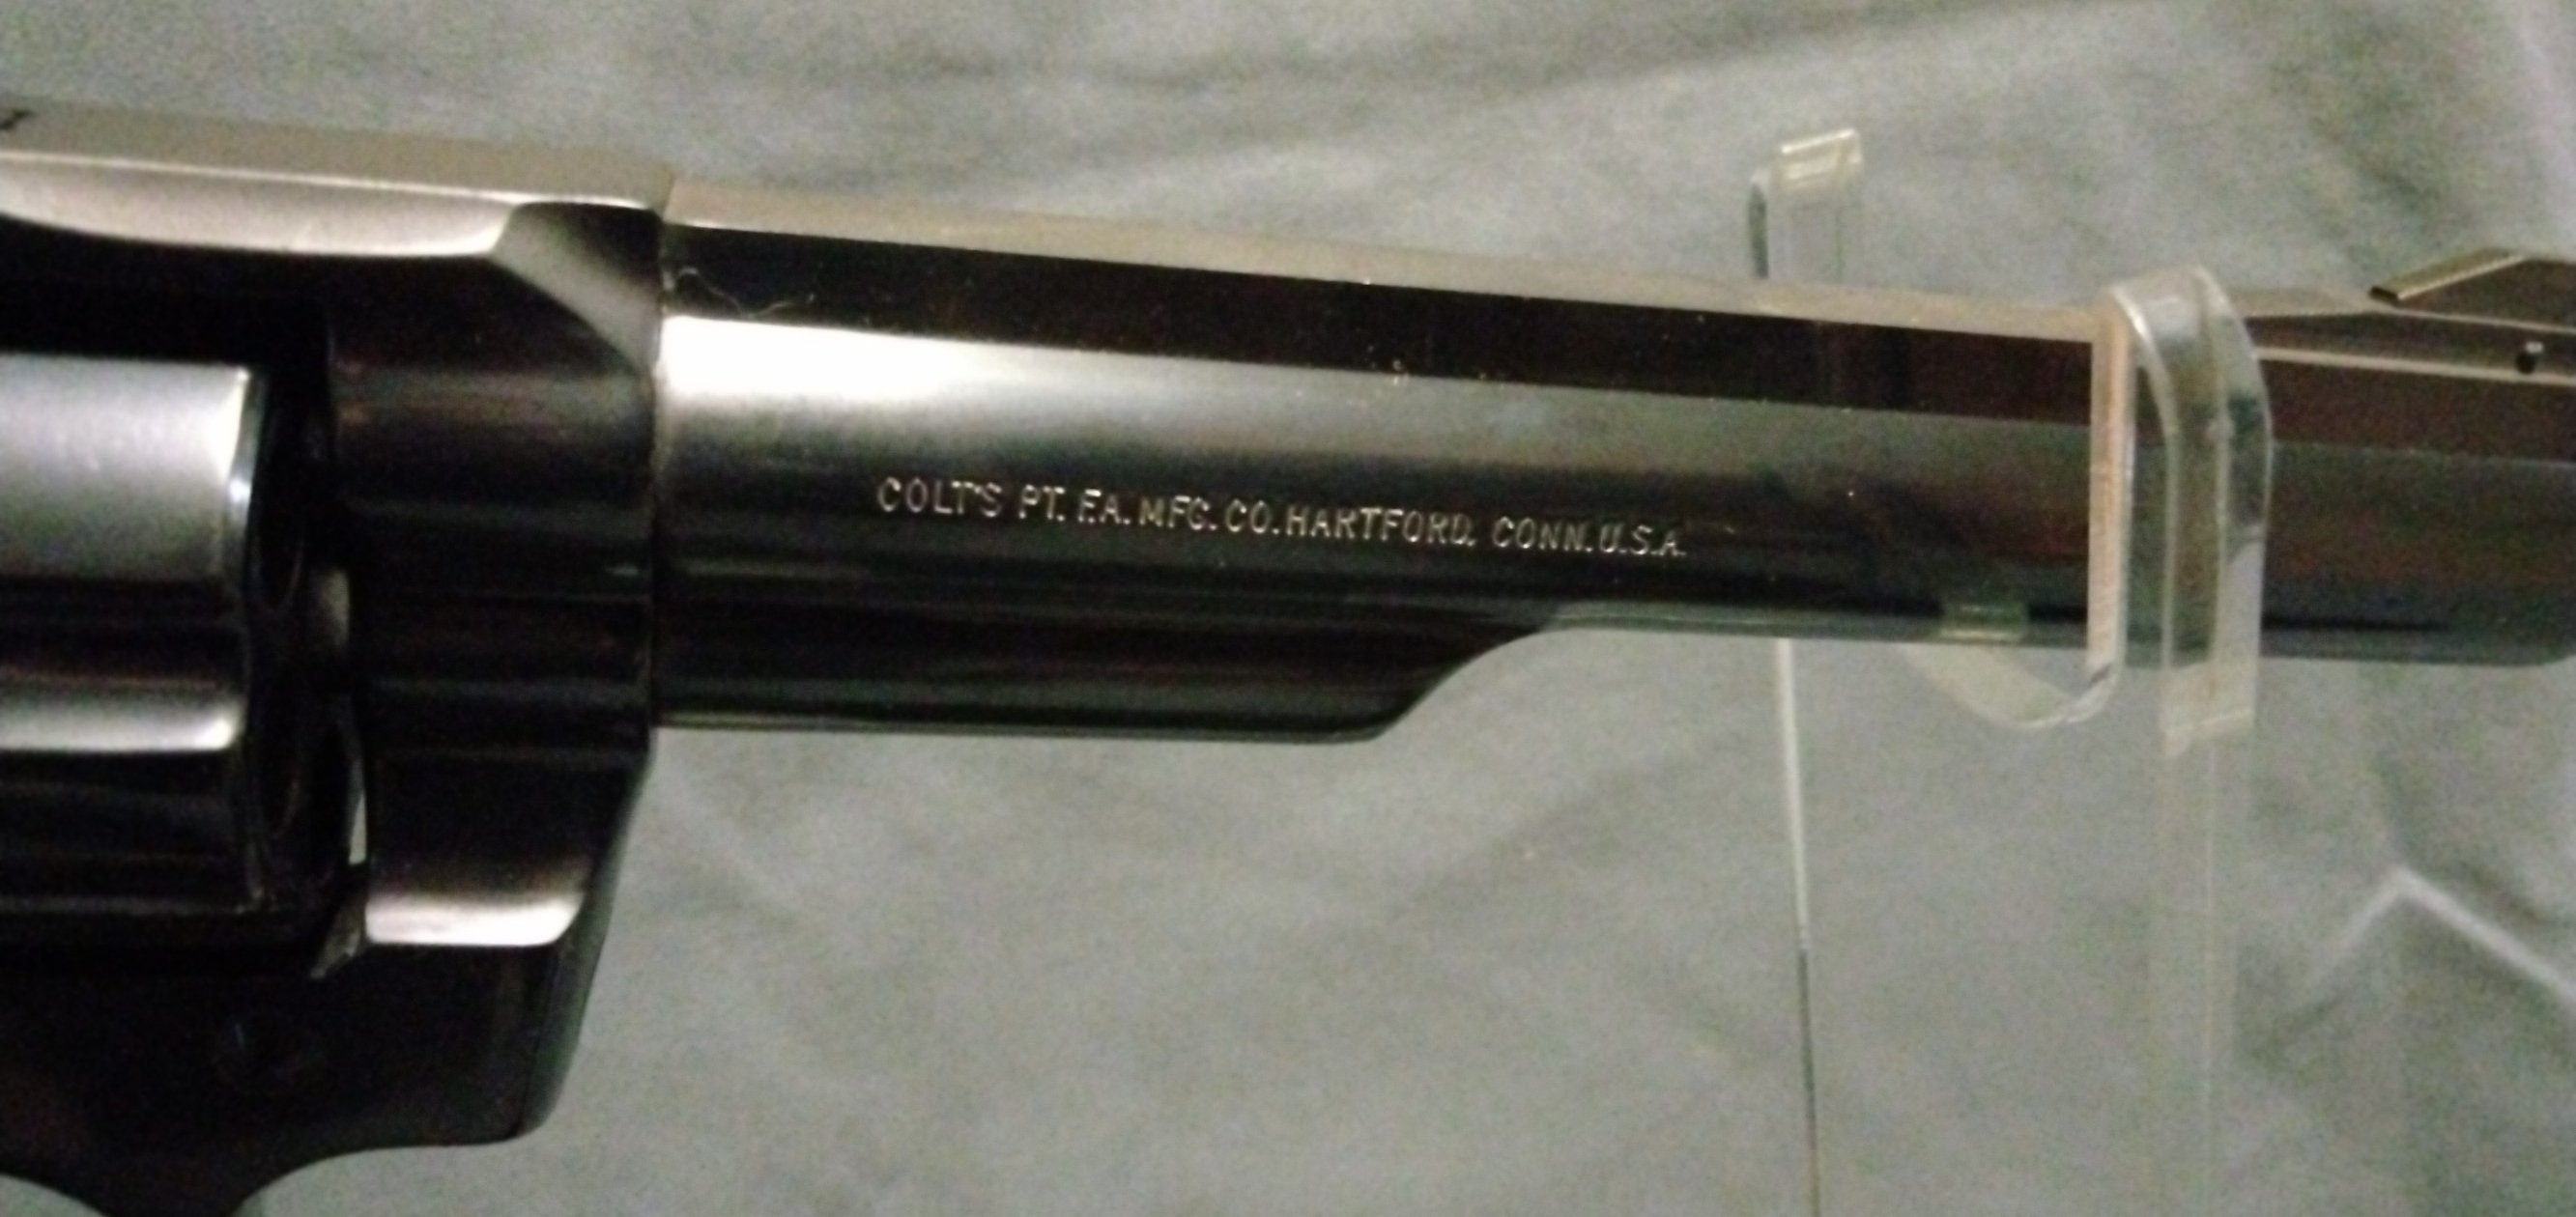 COLT'S PT. F.A. MFG. CO. HARTFORD, CONN. U.S.A.